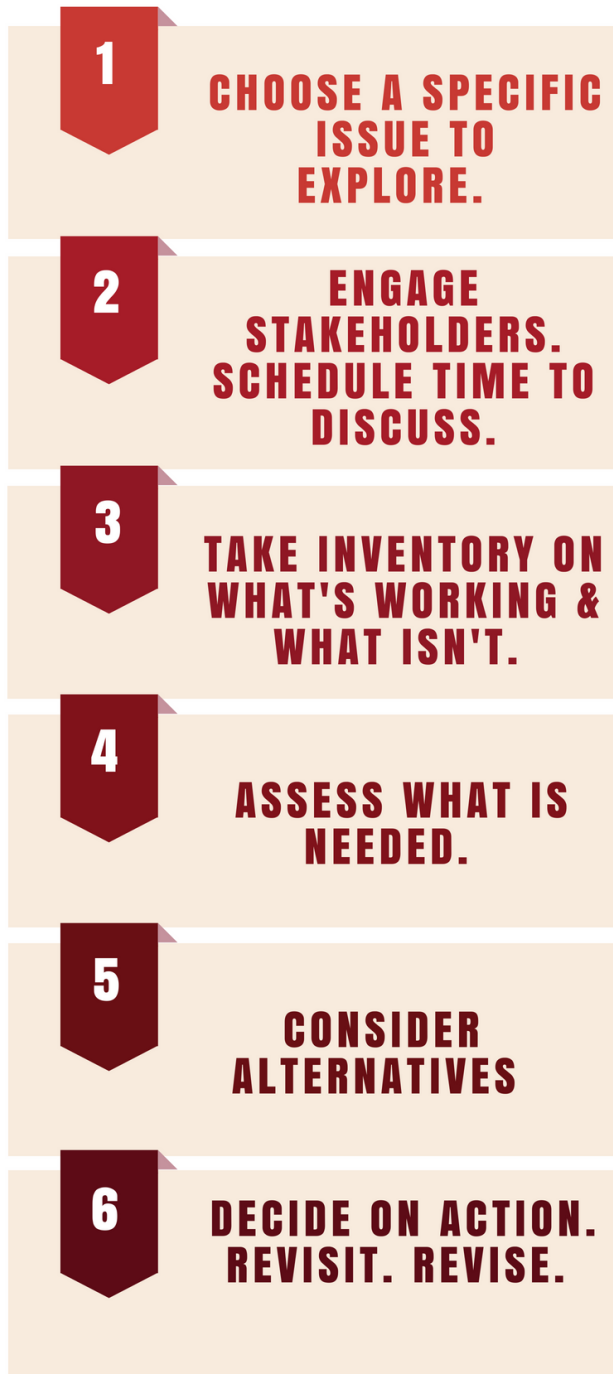 1
CHOOSE A SPECIFIC
ISSUE TO
EXPLORE.
2
ENGAGE
STAKEHOLDERS.
SCHEDULE TIME TO
DISCUSS.
3
TAKE INVENTORY ON
WHAT'S WORKING &
WHAT ISN'T.
4
ASSESS WHAT IS
NEEDED.
5
CONSIDER
ALTERNATIVES
6
DECIDE ON ACTION.
REVISIT. REVISE.